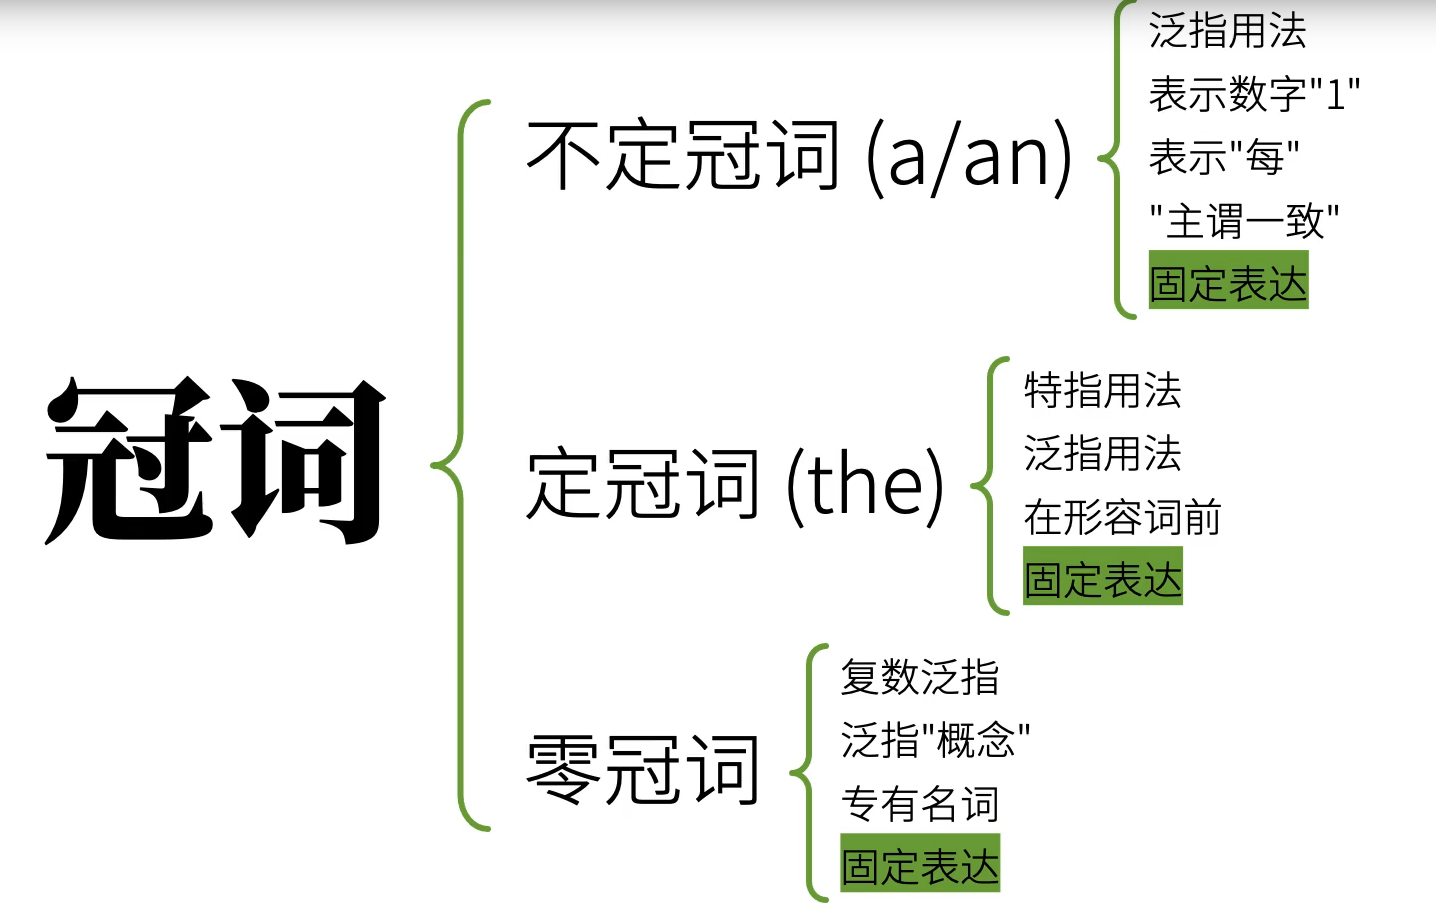 冠词
不定冠词 (a/an)
泛指用法
表示数字"1"
表示"每"
"主谓一致"
固定表达
定冠词 (the)
特指用法
泛指用法
在形容词前
固定表达
零冠词
复数泛指
泛指"概念"
专有名词
固定表达